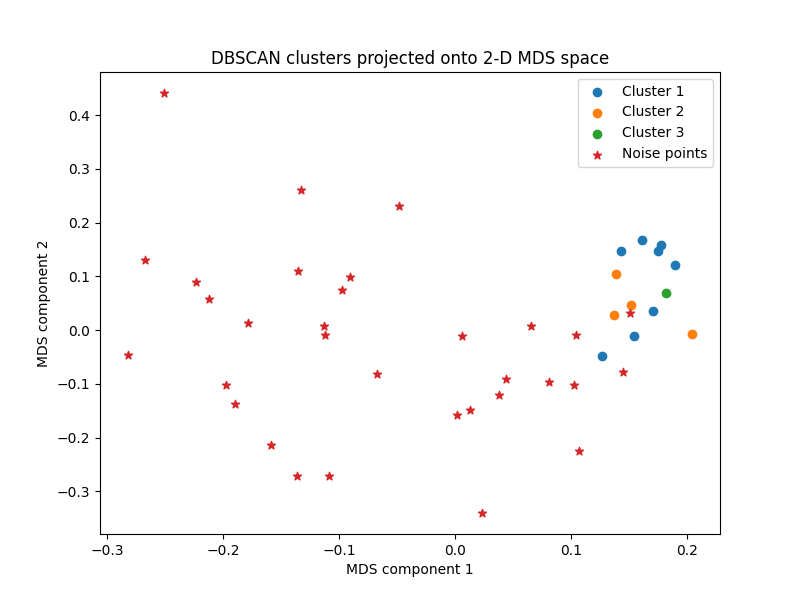 DBSCAN clusters projected onto 2-D MDS space
Cluster 1
Cluster 2
Cluster 3
Noise points
MDS component 2
0.4
0.3
0.2
0.1
0.0
−0.1
−0.2
−0.3
−0.3 −0.2 −0.1 0.0 0.1 0.2
MDS component 1